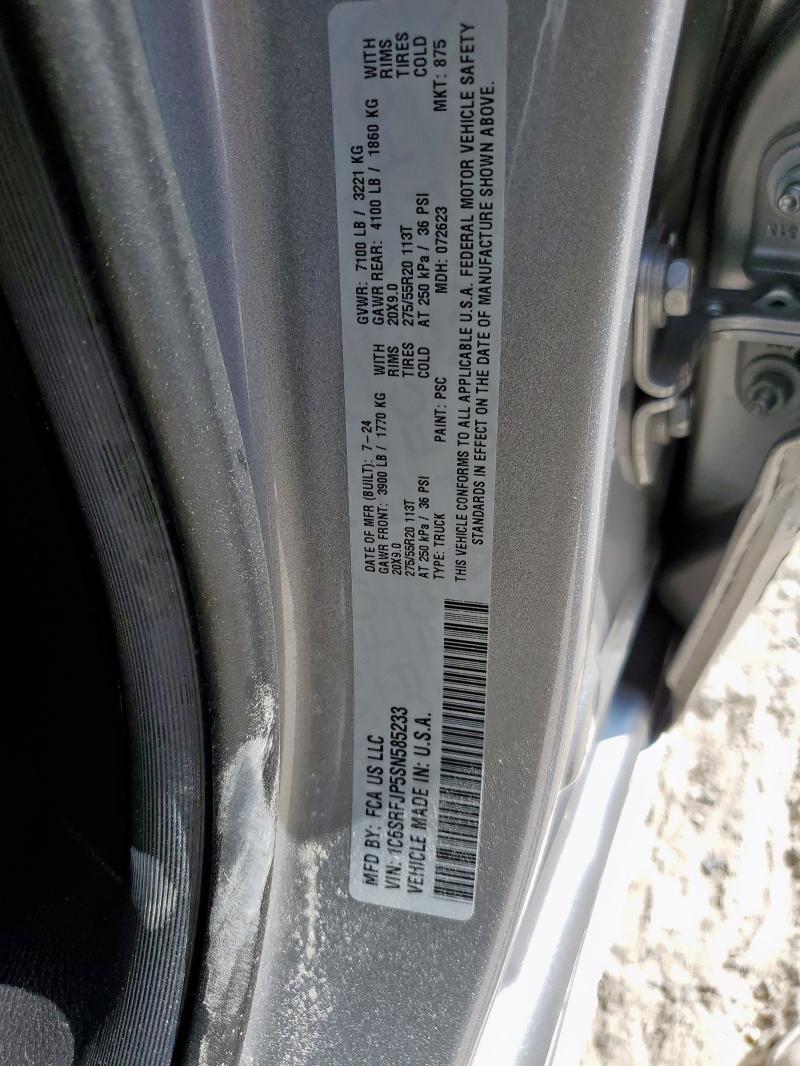 MFD BY: FCA US LLC
VIN: 1C6SRFJP5SN585233
VEHICLE MADE IN: U.S.A.
DATE OF MFR (BUILT): 7-24
GAWR FRONT: 3900 LB / 1770 KG WITH
20X9.0 RIMS
275/55R20 113T TIRES
AT 250 kPa / 36 PSI COLD
TYPE: TRUCK PAINT: PSC
GVWR: 7100 LB / 3221 KG
GAWR REAR: 4100 LB / 1860 KG WITH
20X9.0 RIMS
275/55R20 113T TIRES
AT 250 kPa / 36 PSI COLD
MDH: 072623 MKT: 875
THIS VEHICLE CONFORMS TO ALL APPLICABLE U.S.A. FEDERAL MOTOR VEHICLE SAFETY
STANDARDS IN EFFECT ON THE DATE OF MANUFACTURE SHOWN ABOVE.